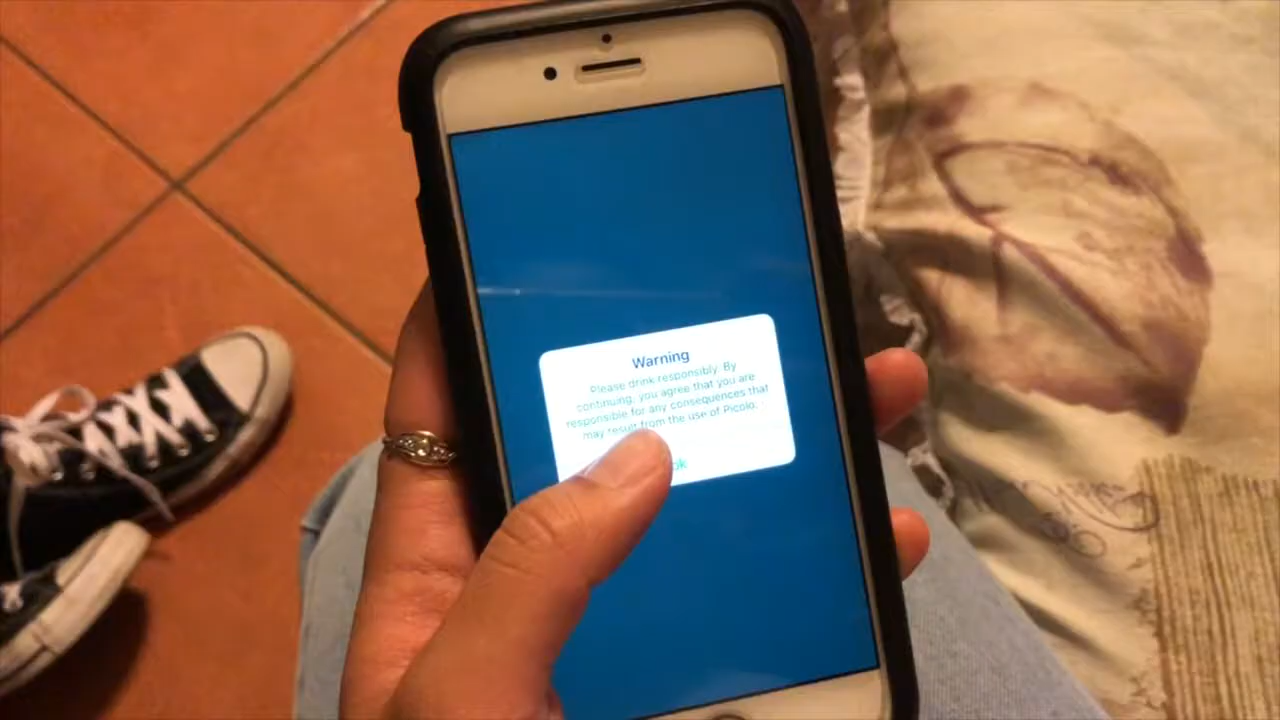 Warning
Please drink responsibly. By
continuing, you agree that you are
responsible for any consequences that
may result from the use of Picolo.
ok